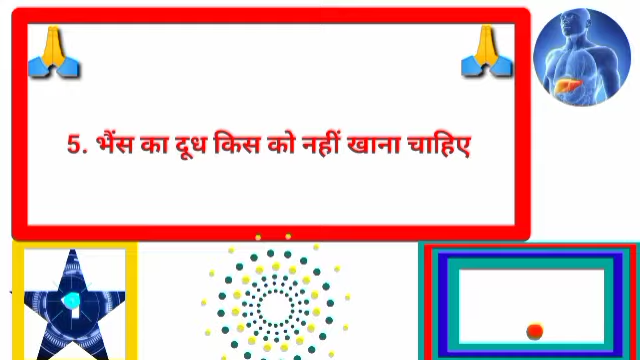 5. भैंस का दूध किस को नहीं खाना चाहिए